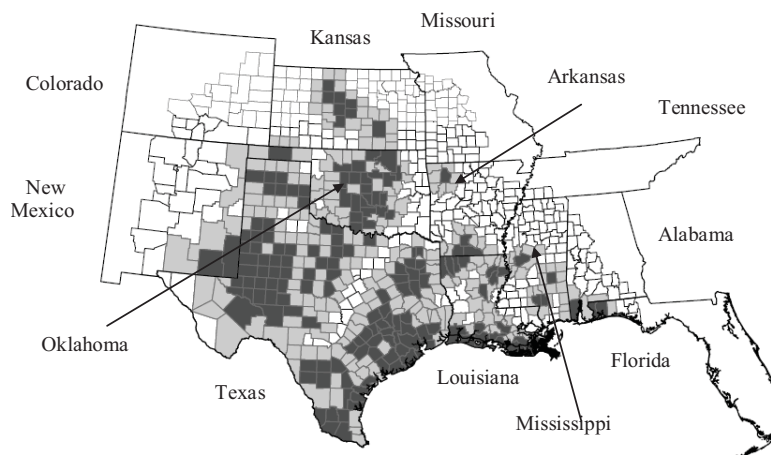 Missouri
Kansas
Arkansas
Colorado
Tennessee
New
Mexico
Alabama
Oklahoma
Florida
Louisiana
Texas
Mississippi